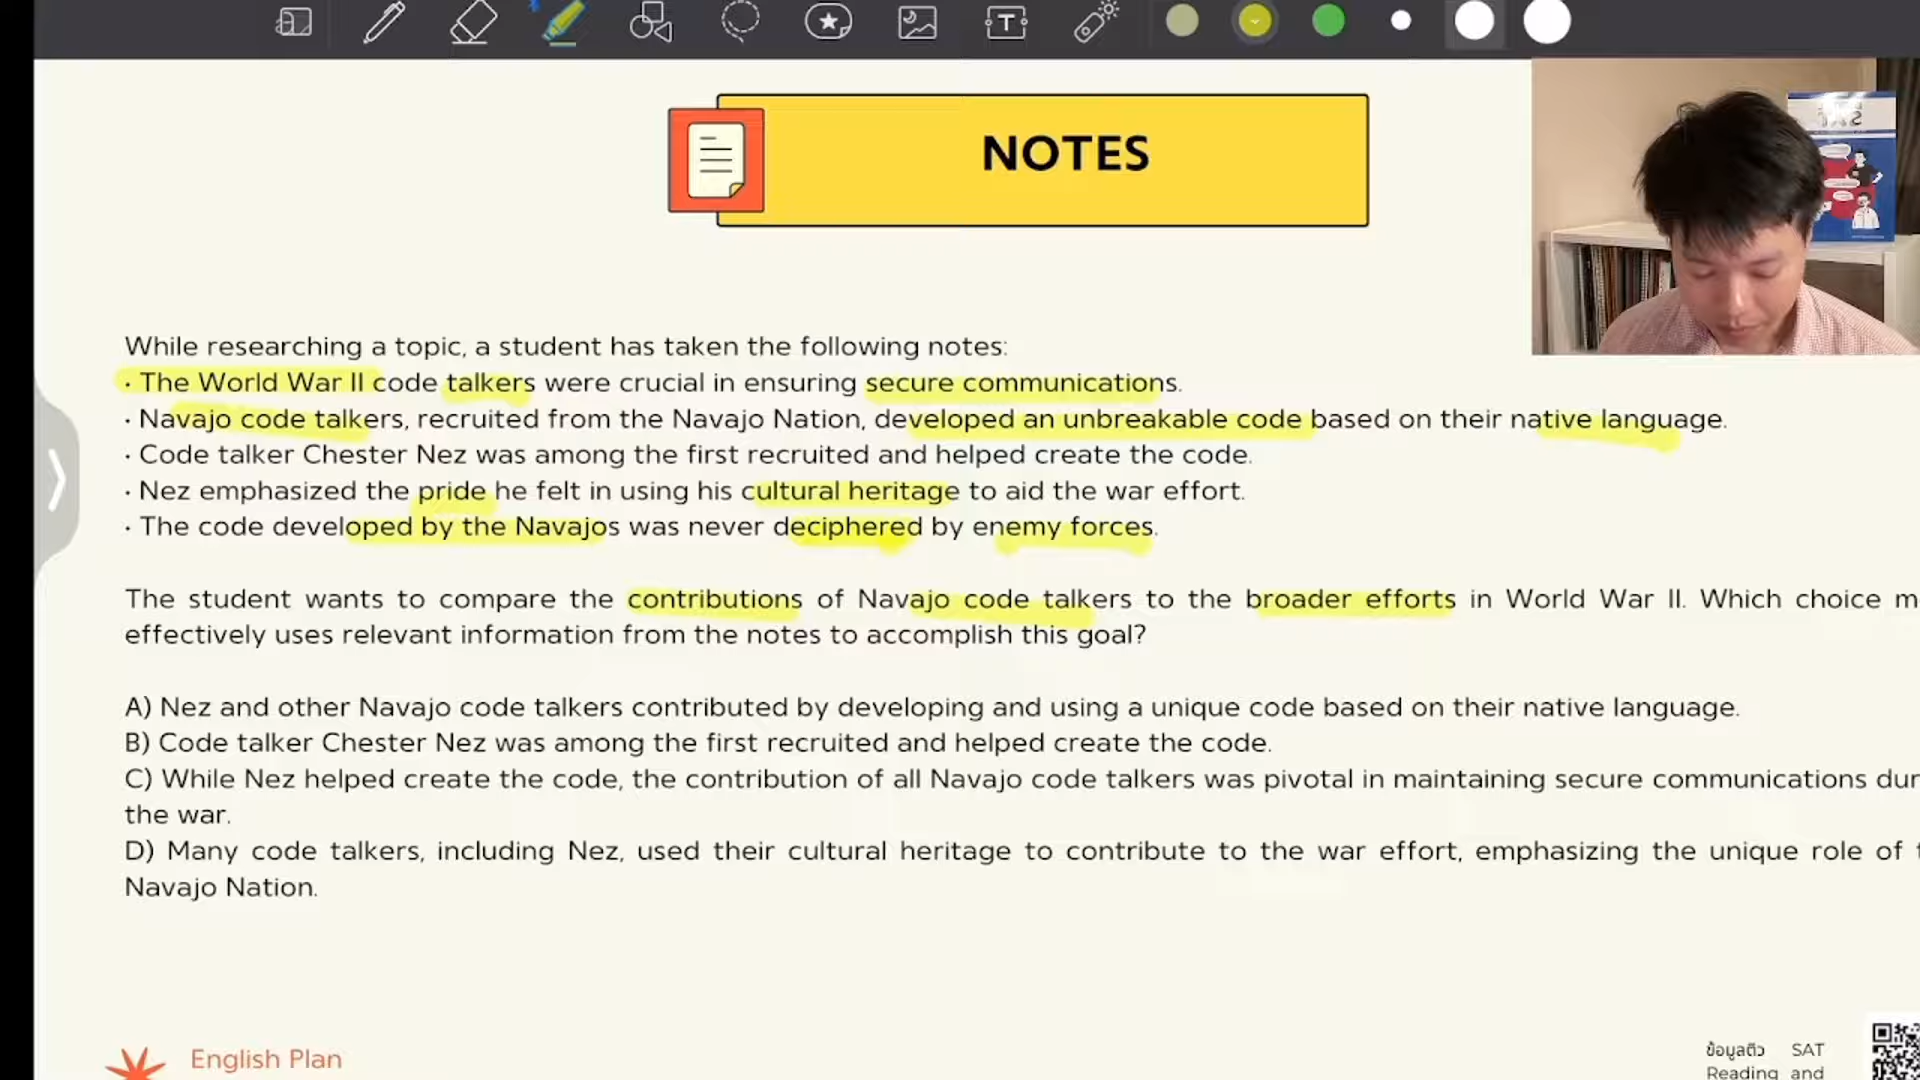 NOTES
While researching a topic, a student has taken the following notes:
· The World War II code talkers were crucial in ensuring secure communications.
· Navajo code talkers, recruited from the Navajo Nation, developed an unbreakable code based on their native language.
· Code talker Chester Nez was among the first recruited and helped create the code.
· Nez emphasized the pride he felt in using his cultural heritage to aid the war effort.
· The code developed by the Navajos was never deciphered by enemy forces.
The student wants to compare the contributions of Navajo code talkers to the broader efforts in World War II. Which choice m
effectively uses relevant information from the notes to accomplish this goal?
A) Nez and other Navajo code talkers contributed by developing and using a unique code based on their native language.
B) Code talker Chester Nez was among the first recruited and helped create the code.
C) While Nez helped create the code, the contribution of all Navajo code talkers was pivotal in maintaining secure communications dur
the war.
D) Many code talkers, including Nez, used their cultural heritage to contribute to the war effort, emphasizing the unique role of t
Navajo Nation.
English Plan
ข้อมูลติว SAT
Reading and